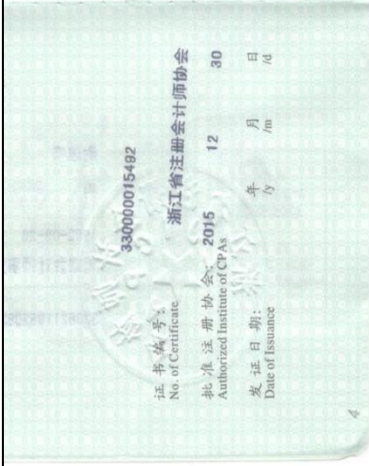 330000015492
证书编号：
No. of Certificate
浙江省注册会计师协会
批准注册协会：
Authorized Institute of CPAs
2015 12 30
发证日期： 年 月 日
Date of Issuance /y /m /d
4